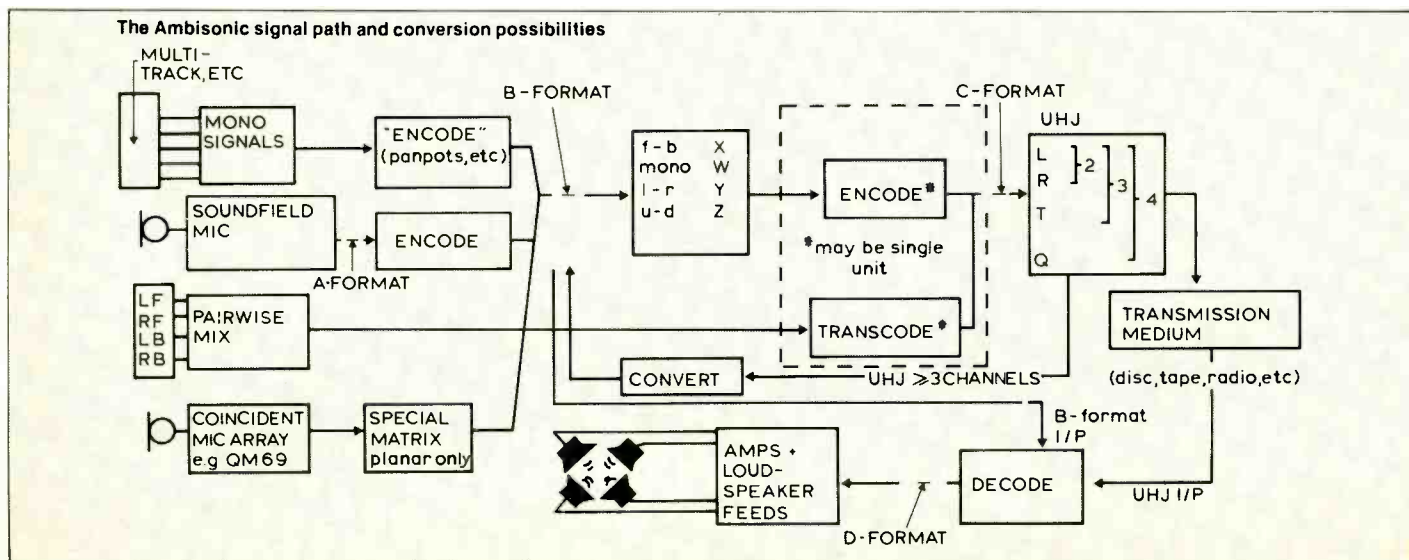 The Ambisonic signal path and conversion possibilities
MULTI-
TRACK, ETC
MONO
SIGNALS
"ENCODE"
(panpots, etc)
B-FORMAT
f-b X
mono W
l-r Y
u-d Z
ENCODE*
*may be single
unit
TRANSCODE*
C-FORMAT
UHJ
L
R
T
Q
2
3
4
SOUNDFIELD
MIC
A-FORMAT
ENCODE
LF
RF
LB
RB
PAIRWISE
MIX
CONVERT
UHJ ≥3 CHANNELS
TRANSMISSION
MEDIUM
(disc, tape, radio, etc)
COINCIDENT
MIC ARRAY
e.g QM69
SPECIAL
MATRIX
planar only
AMPS +
LOUD-
SPEAKER
FEEDS
D-FORMAT
DECODE
B-format
I/P
UHJ I/P